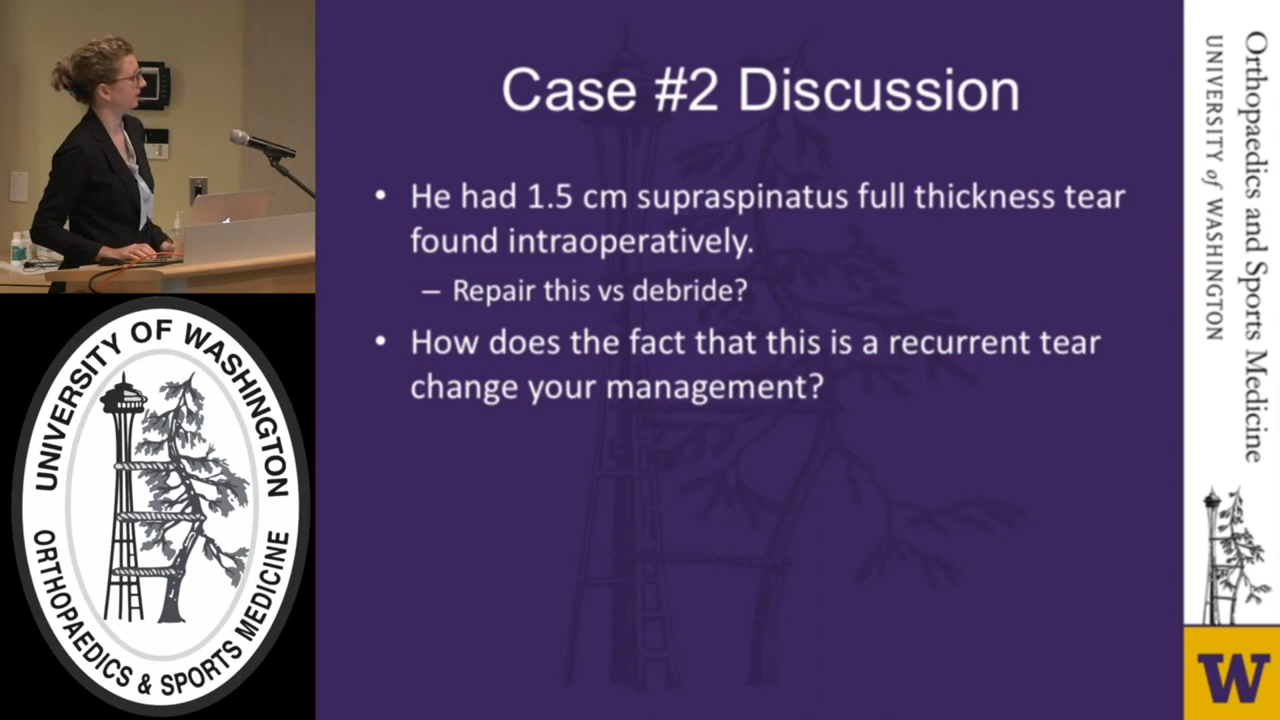 Case #2 Discussion
• He had 1.5 cm supraspinatus full thickness tear
found intraoperatively.
– Repair this vs debride?
• How does the fact that this is a recurrent tear
change your management?
UNIVERSITY OF WASHINGTON
ORTHOPAEDICS & SPORTS MEDICINE
Orthopaedics and Sports Medicine
UNIVERSITY of WASHINGTON
W